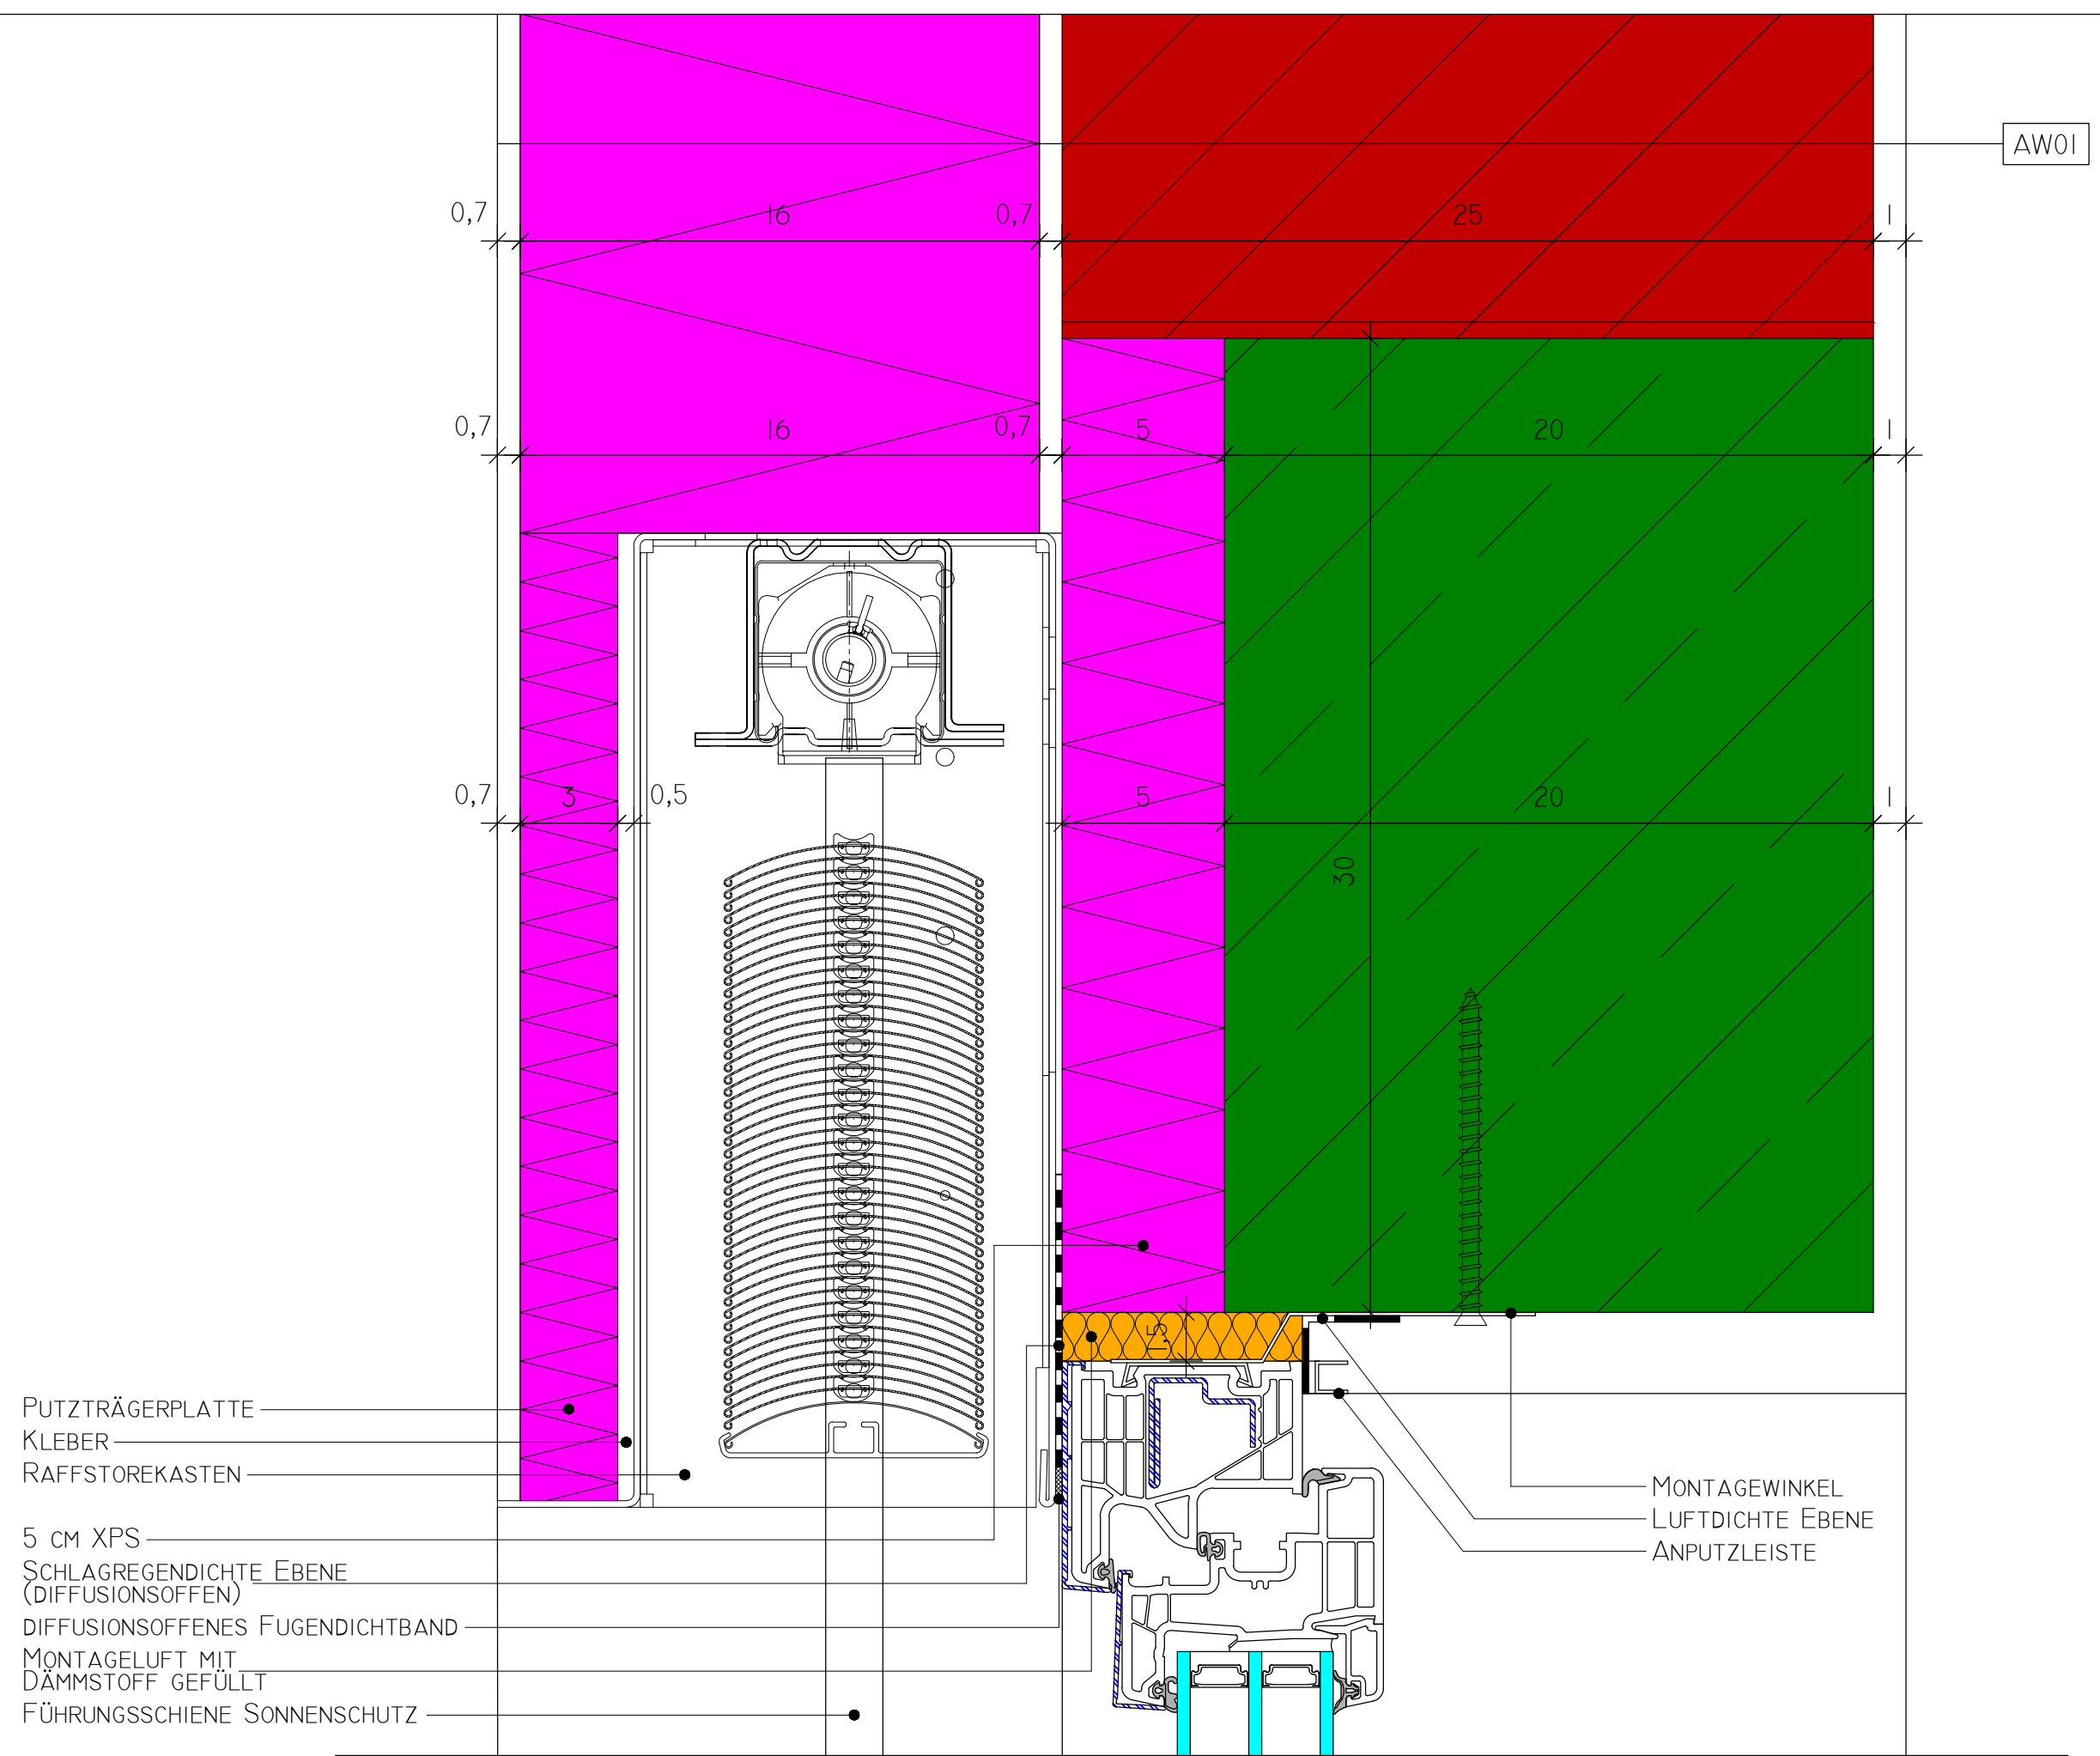 AW01
0,7 16 0,7 25 1
0,7 16 0,7 5 20 1
0,7 3 0,5 5 20 1
30
1,5
PUTZTRÄGERPLATTE
KLEBER
RAFFSTOREKASTEN
5 CM XPS
SCHLAGREGENDICHTE EBENE
(DIFFUSIONSOFFEN)
DIFFUSIONSOFFENES FUGENDICHTBAND
MONTAGELUFT MIT
DÄMMSTOFF GEFÜLLT
FÜHRUNGSSCHIENE SONNENSCHUTZ
MONTAGEWINKEL
LUFTDICHTE EBENE
ANPUTZLEISTE